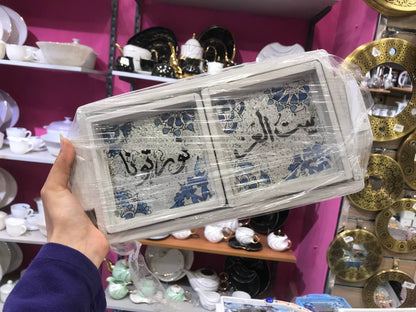 نورتونا
بيت العز